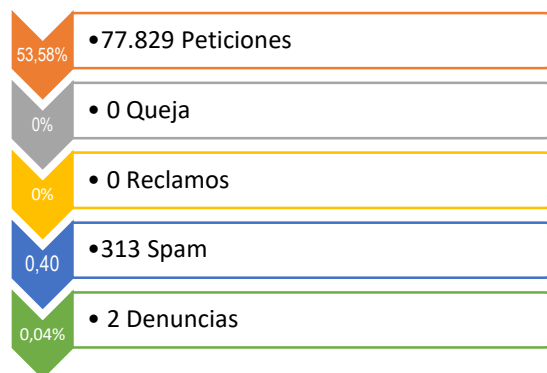 53,58%
•77.829 Peticiones
0%
• 0 Queja
0%
• 0 Reclamos
0,40
•313 Spam
0,04%
• 2 Denuncias